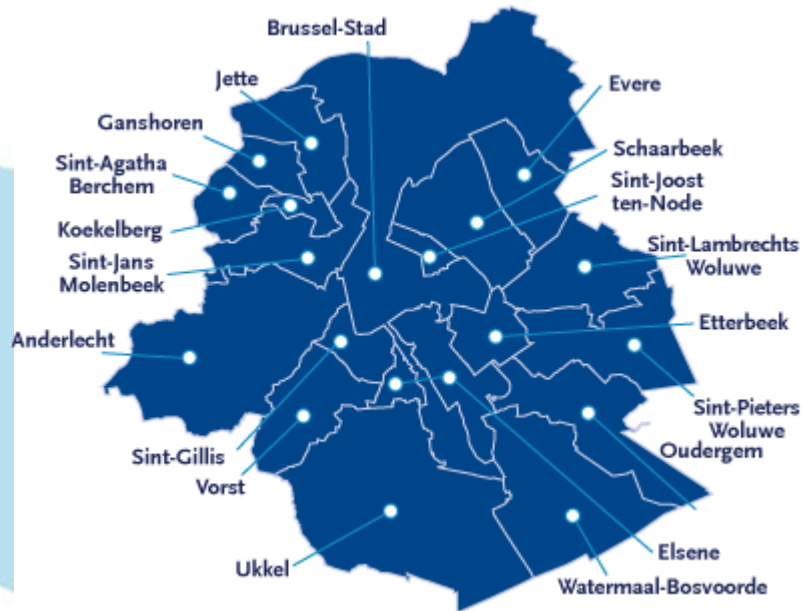 Brussel-Stad
Jette
Evere
Ganshoren
Schaarbeek
Sint-Agatha
Berchem
Sint-Joost
ten-Node
Koekelberg
Sint-Lambrechts
Woluwe
Sint-Jans
Molenbeek
Etterbeek
Anderlecht
Sint-Pieters
Woluwe
Oudergem
Sint-Gillis
Vorst
Elsene
Ukkel
Watermaal-Bosvoorde